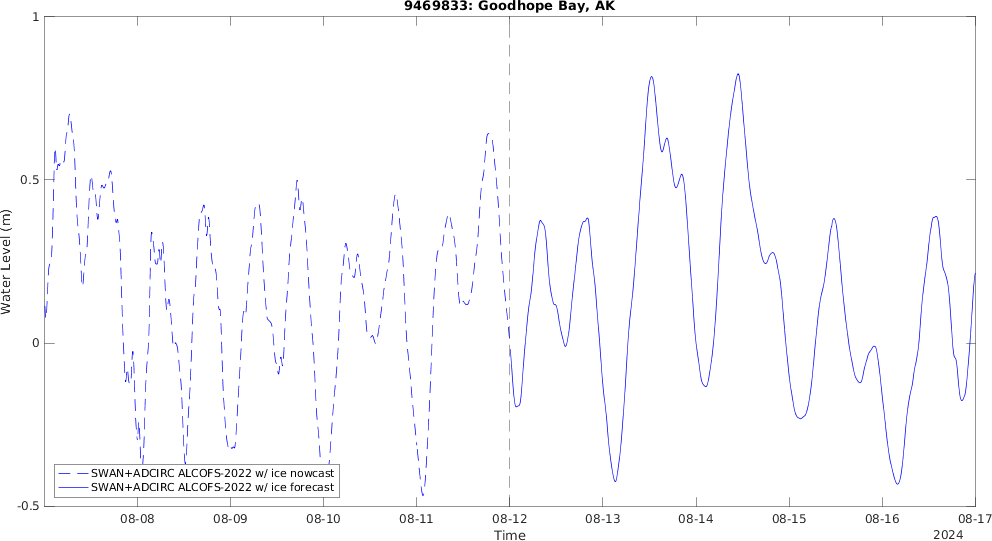 9469833: Goodhope Bay, AK
Water Level (m)
1
0.5
0
-0.5
SWAN+ADCIRC ALCOFS-2022 w/ ice nowcast
SWAN+ADCIRC ALCOFS-2022 w/ ice forecast
08-08 08-09 08-10 08-11 08-12 08-13 08-14 08-15 08-16 08-17
Time
2024